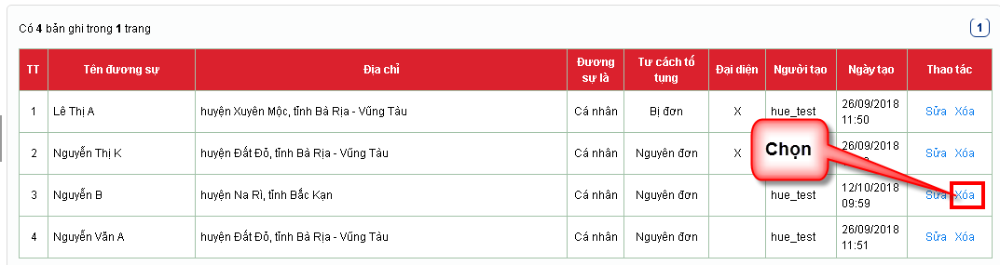 Có 4 bản ghi trong 1 trang 1
TT Tên đương sự Địa chỉ Đương sự là Tư cách tố tụng Đại diện Người tạo Ngày tạo Thao tác
1 Lê Thị A huyện Xuyên Mộc, tỉnh Bà Rịa - Vũng Tàu Cá nhân Bị đơn X hue_test 26/09/2018 11:50 Sửa Xóa
2 Nguyễn Thị K huyện Đất Đỏ, tỉnh Bà Rịa - Vũng Tàu Cá nhân Nguyên đơn X 26/09/2018 Sửa Xóa
Chọn
3 Nguyễn B huyện Na Rì, tỉnh Bắc Kạn Cá nhân Nguyên đơn hue_test 12/10/2018 09:59 Sửa Xóa
4 Nguyễn Văn A huyện Đất Đỏ, tỉnh Bà Rịa - Vũng Tàu Cá nhân Nguyên đơn hue_test 26/09/2018 11:51 Sửa Xóa